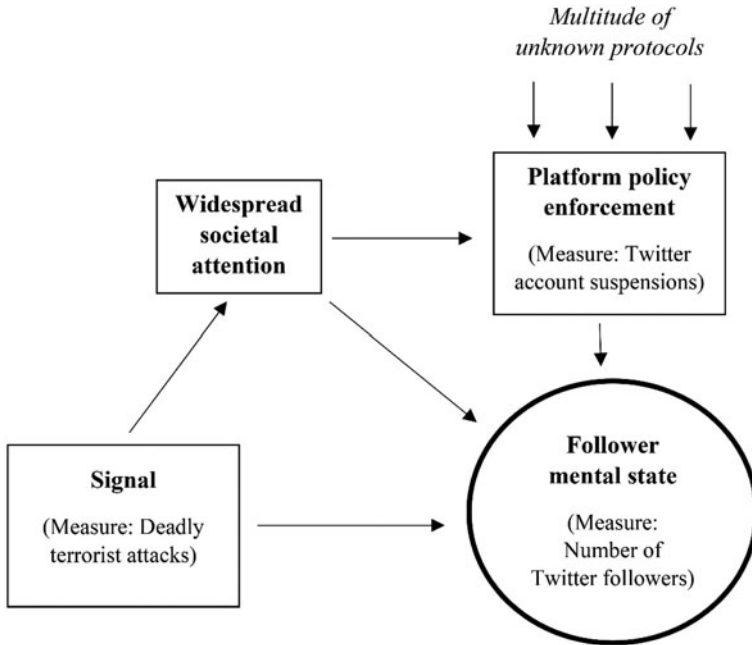 Multitude of
unknown protocols
Platform policy
enforcement
(Measure: Twitter
account suspensions)
Widespread
societal
attention
Signal
(Measure: Deadly
terrorist attacks)
Follower
mental state
(Measure:
Number of
Twitter followers)